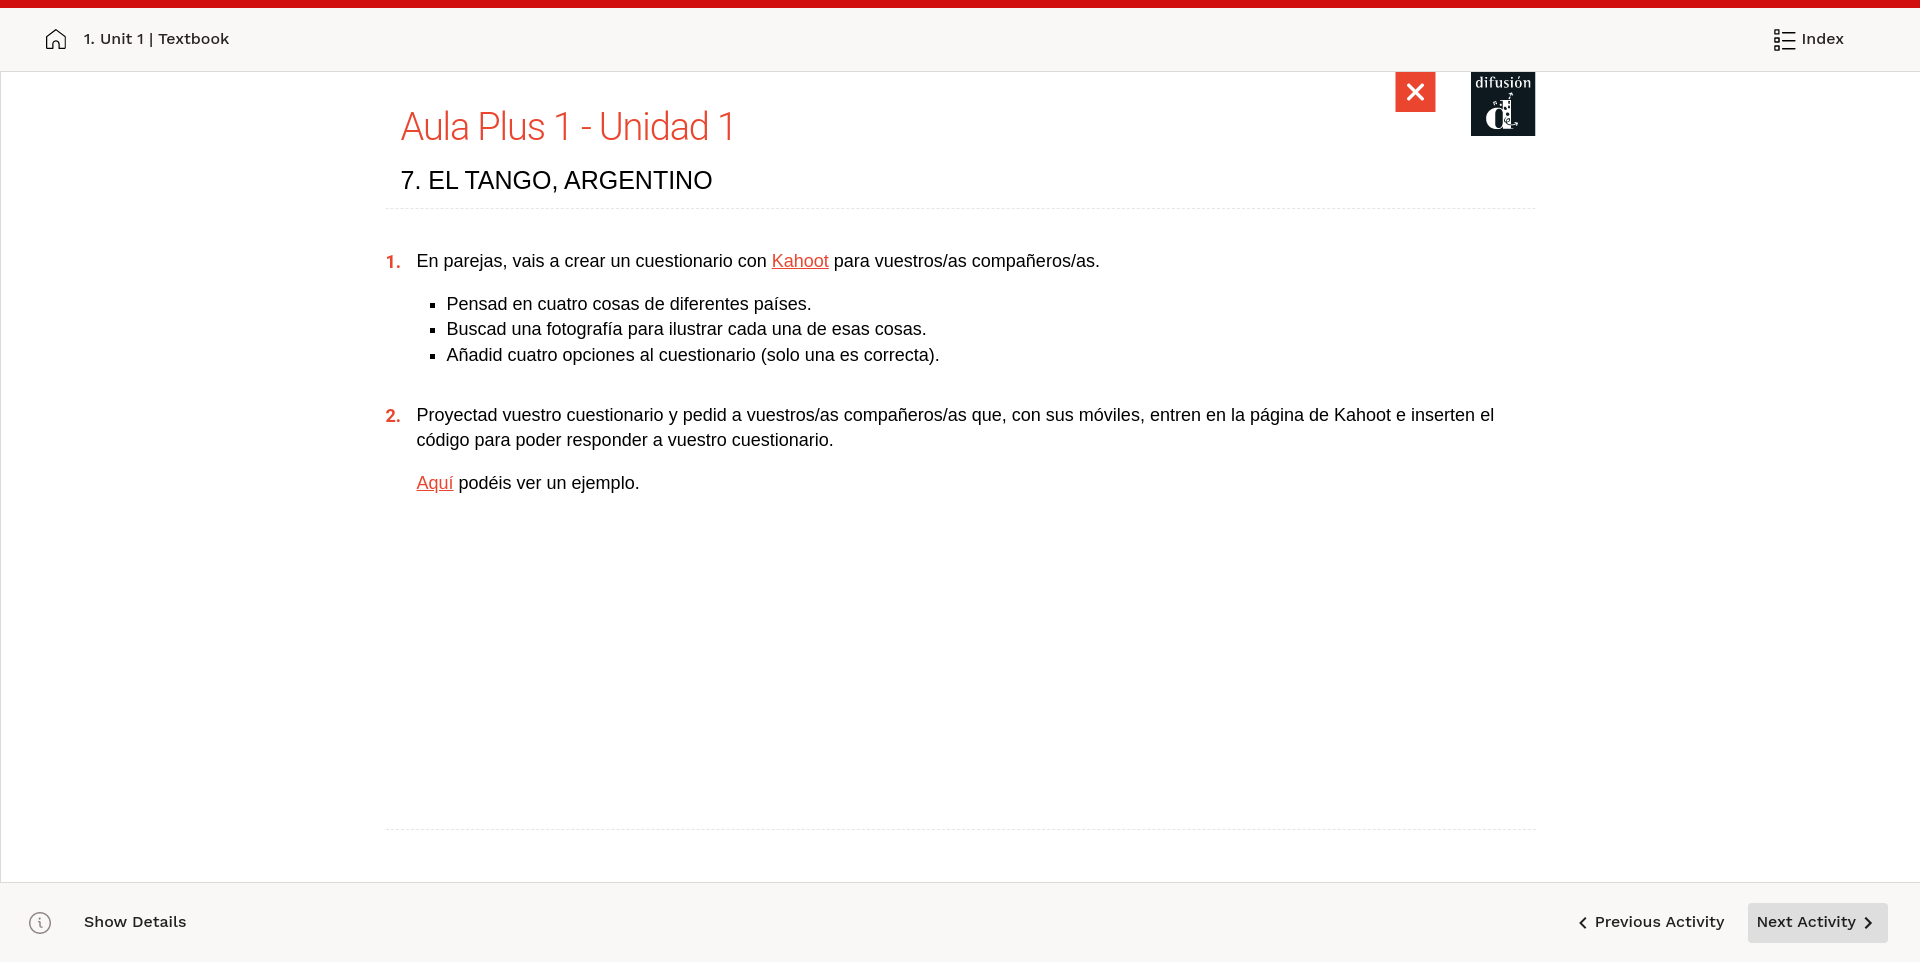 1. Unit 1 | Textbook
Index
difusión
Aula Plus 1 - Unidad 1
7. EL TANGO, ARGENTINO
1. En parejas, vais a crear un cuestionario con Kahoot para vuestros/as compañeros/as.
Pensad en cuatro cosas de diferentes países.
Buscad una fotografía para ilustrar cada una de esas cosas.
Añadid cuatro opciones al cuestionario (solo una es correcta).
2. Proyectad vuestro cuestionario y pedid a vuestros/as compañeros/as que, con sus móviles, entren en la página de Kahoot e inserten el
código para poder responder a vuestro cuestionario.
Aquí podéis ver un ejemplo.
Show Details
Previous Activity
Next Activity